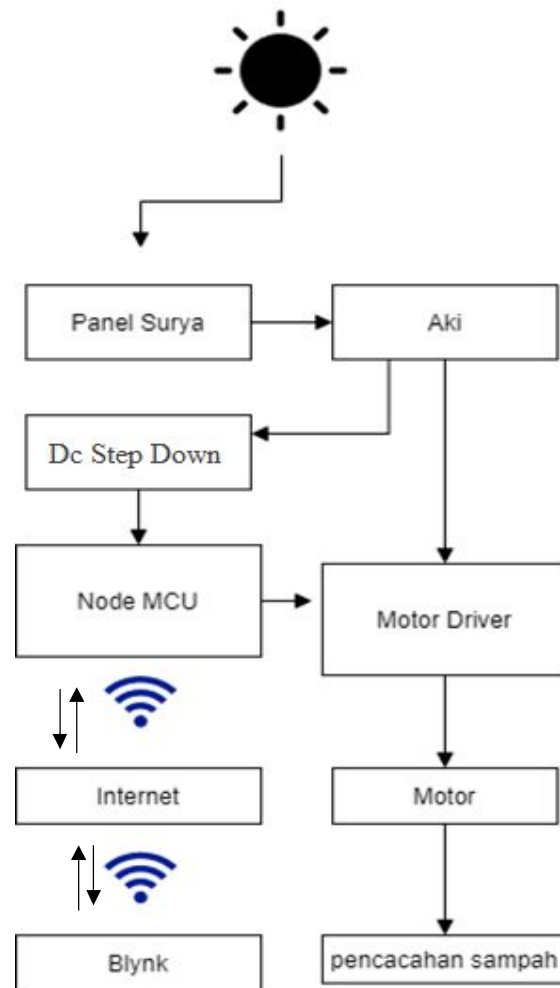 Panel Surya
Aki
Dc Step Down
Node MCU
Motor Driver
Internet
Motor
Blynk
pencacahan sampah